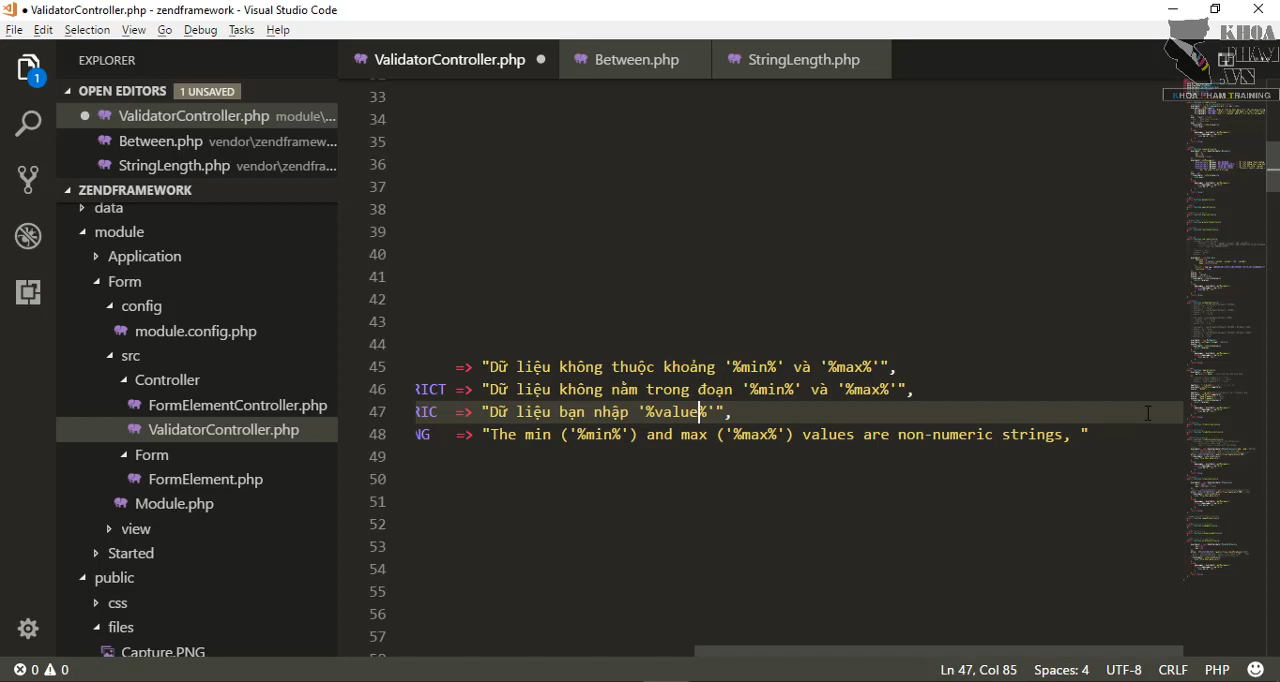 ValidatorController.php - zendframework - Visual Studio Code
File Edit Selection View Go Debug Tasks Help
KHOA
PHẠM
KHOA PHAM TRAINING
EXPLORER
ValidatorController.php
Between.php
StringLength.php
1
OPEN EDITORS 1 UNSAVED
ValidatorController.php module\...
Between.php vendor\zendframew...
StringLength.php vendor\zendfra...
ZENDFRAMEWORK
data
module
Application
Form
config
module.config.php
src
Controller
FormElementController.php
ValidatorController.php
Form
FormElement.php
Module.php
view
Started
public
css
files
Capture.PNG
33
34
35
36
37
38
39
40
41
42
43
44
45 => "Dữ liệu không thuộc khoảng '%min%' và '%max%'",
46 RICT => "Dữ liệu không nằm trong đoạn '%min%' và '%max%'",
47 RIC => "Dữ liệu bạn nhập '%value%'",
48 NG => "The min ('%min%') and max ('%max%') values are non-numeric strings, "
49
50
51
52
53
54
55
56
57
0 0 Ln 47, Col 85 Spaces: 4 UTF-8 CRLF PHP